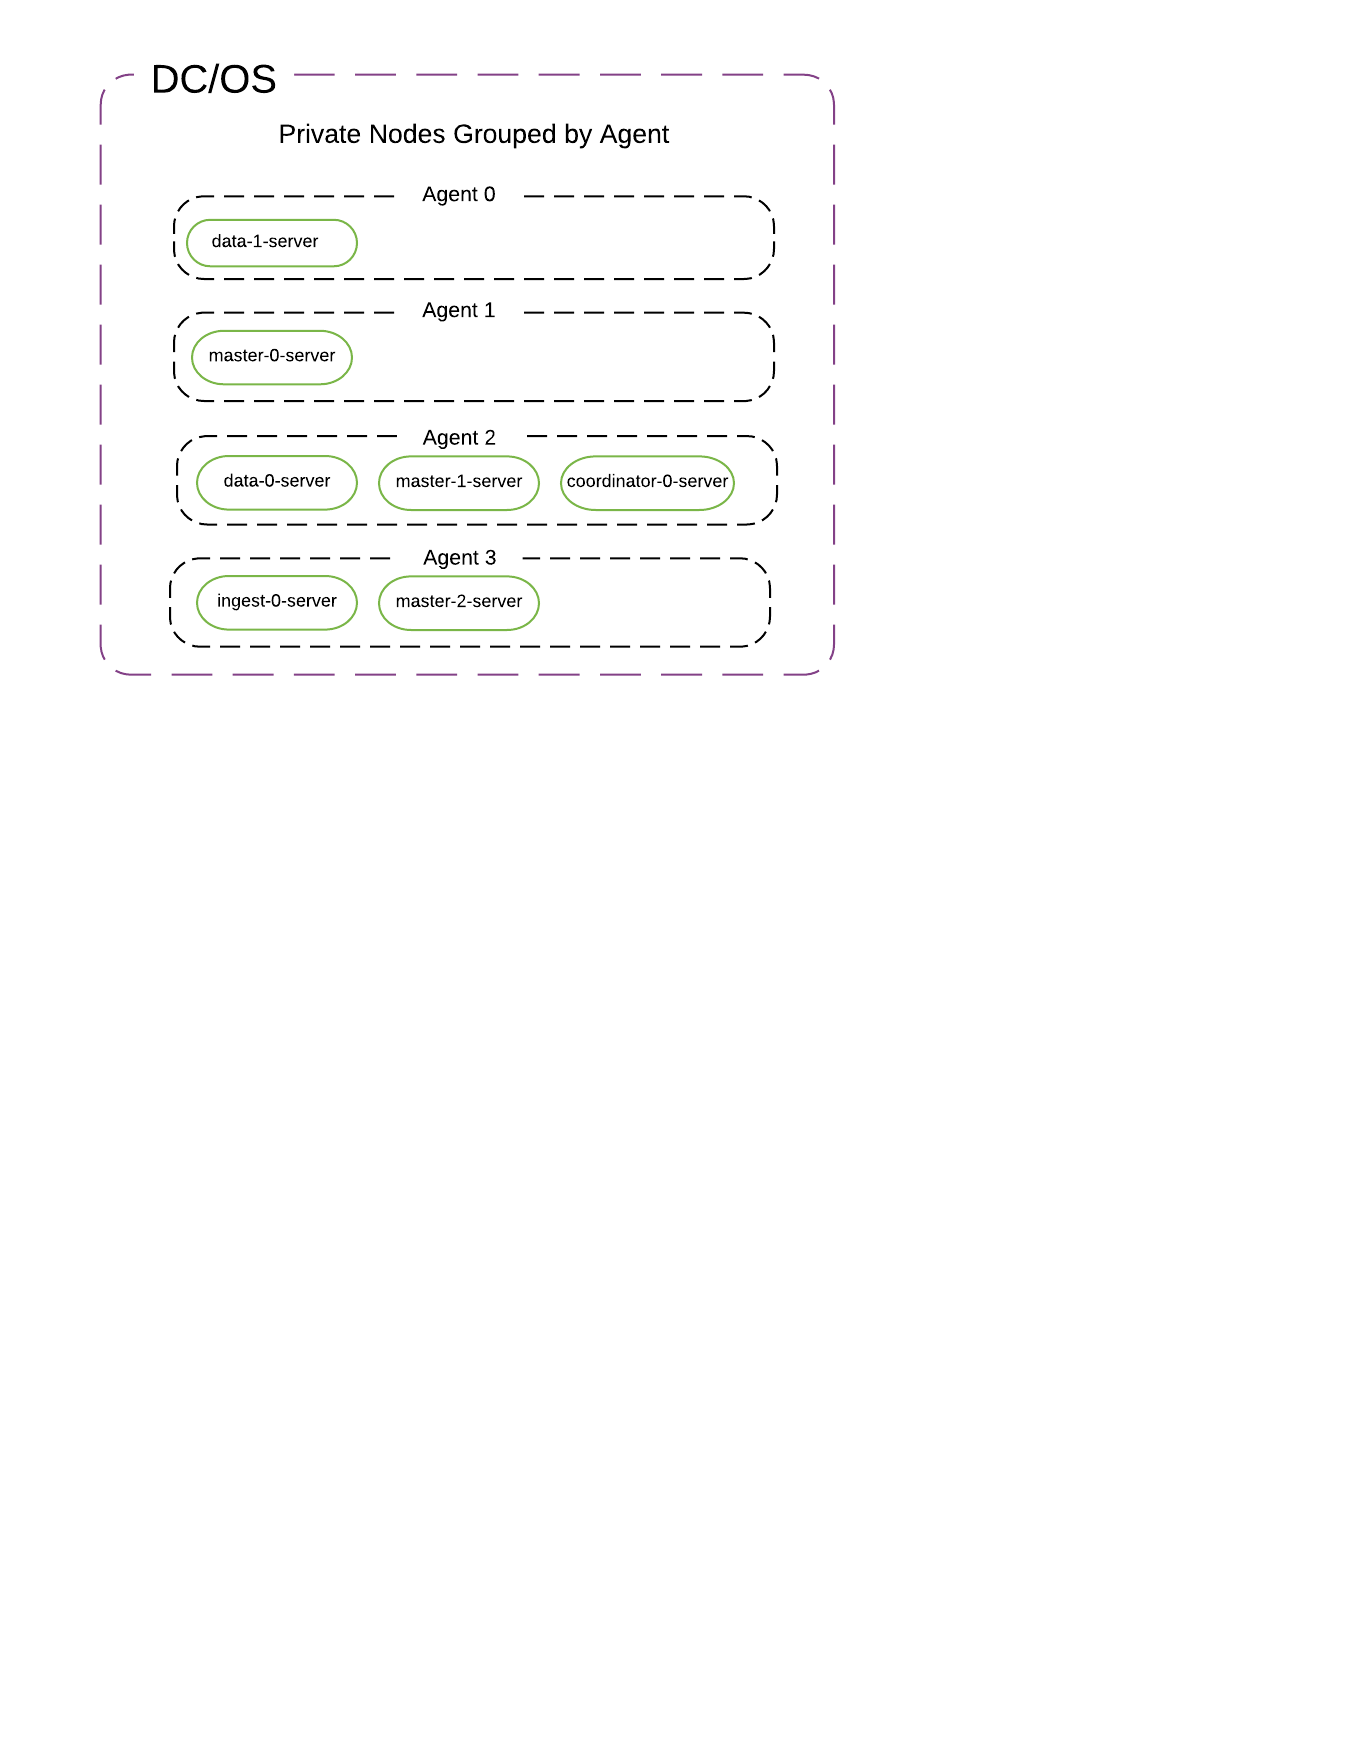 DC/OS
Private Nodes Grouped by Agent
Agent 0
data-1-server
Agent 1
master-0-server
Agent 2
data-0-server master-1-server coordinator-0-server
Agent 3
ingest-0-server master-2-server